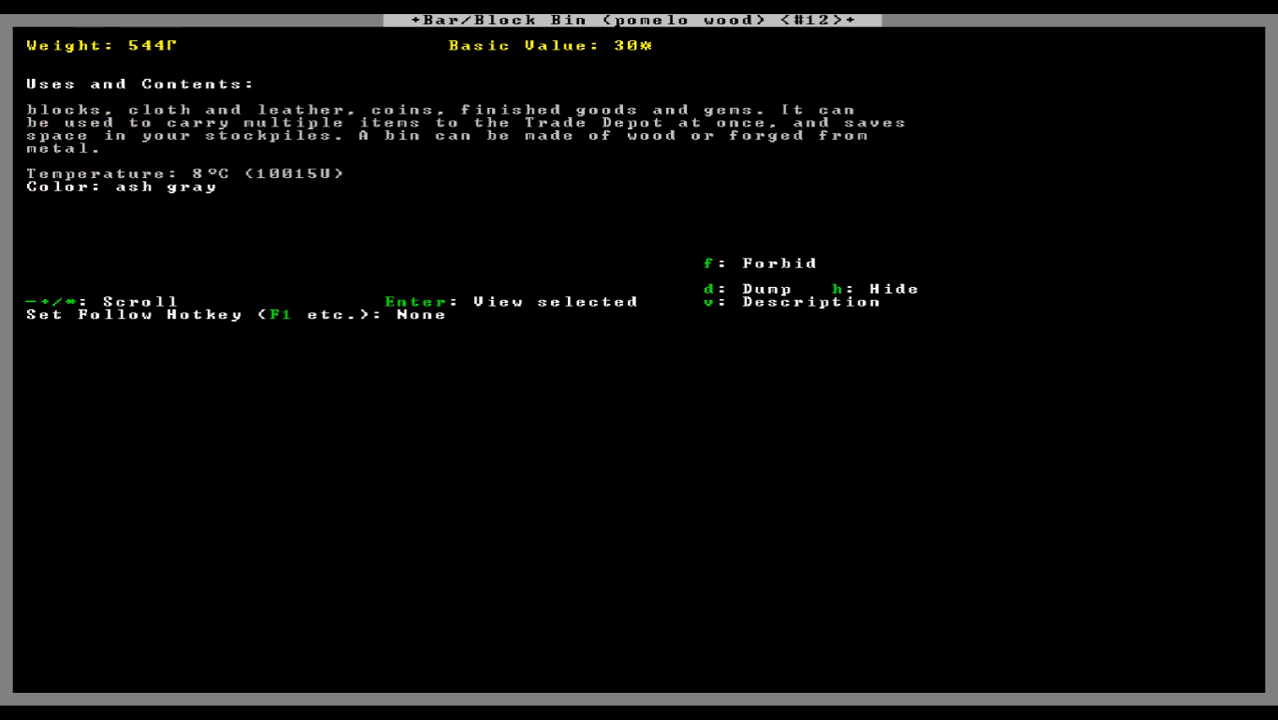 +Bar/Block Bin (pomelo wood) <#12>+
Weight: 544Γ Basic Value: 30☼
Uses and Contents:
blocks, cloth and leather, coins, finished goods and gems. It can
be used to carry multiple items to the Trade Depot at once, and saves
space in your stockpiles. A bin can be made of wood or forged from
metal.
Temperature: 8°C (10015U)
Color: ash gray
f: Forbid
d: Dump h: Hide
-+/*: Scroll Enter: View selected v: Description
Set Follow Hotkey (F1 etc.): None